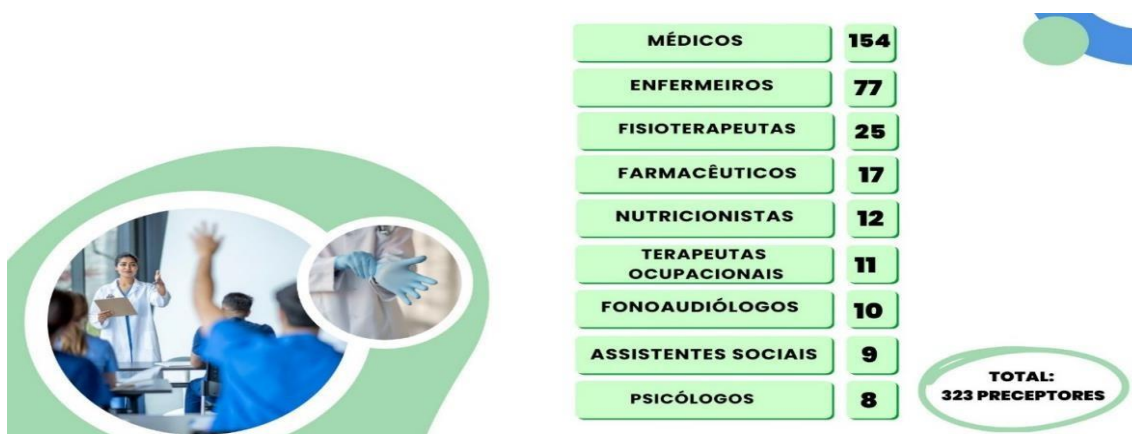 MÉDICOS 154
ENFERMEIROS 77
FISIOTERAPEUTAS 25
FARMACÊUTICOS 17
NUTRICIONISTAS 12
TERAPEUTAS
OCUPACIONAIS 11
FONOAUDIÓLOGOS 10
ASSISTENTES SOCIAIS 9
PSICÓLOGOS 8
TOTAL:
323 PRECEPTORES